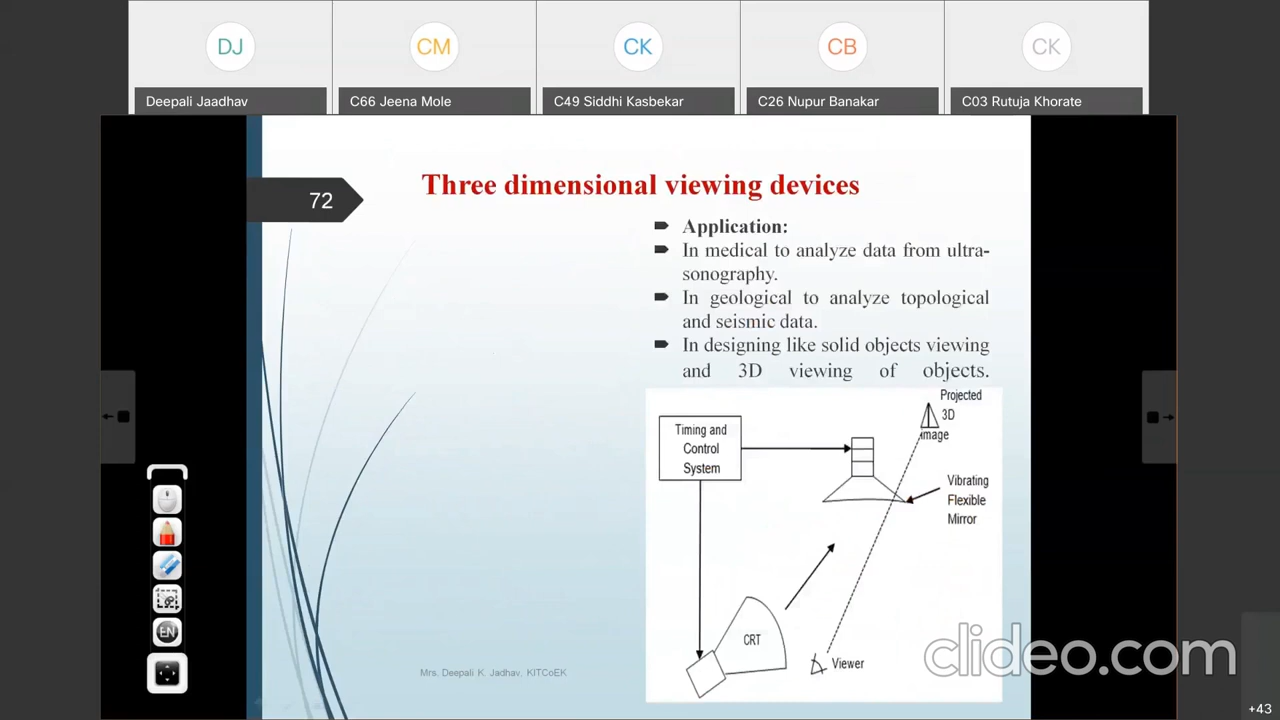 DJ
CM
CK
CB
CK
Deepali Jaadhav
C66 Jeena Mole
C49 Siddhi Kasbekar
C26 Nupur Banakar
C03 Rutuja Khorate
72
Three dimensional viewing devices
Application:
In medical to analyze data from ultra-
sonography.
In geological to analyze topological
and seismic data.
In designing like solid objects viewing
and 3D viewing of objects.
Projected
3D
image
Timing and
Control
System
Vibrating
Flexible
Mirror
CRT
Viewer
EN
Mrs. Deepali K. Jadhav, KITCoEK
clideo.com
+43